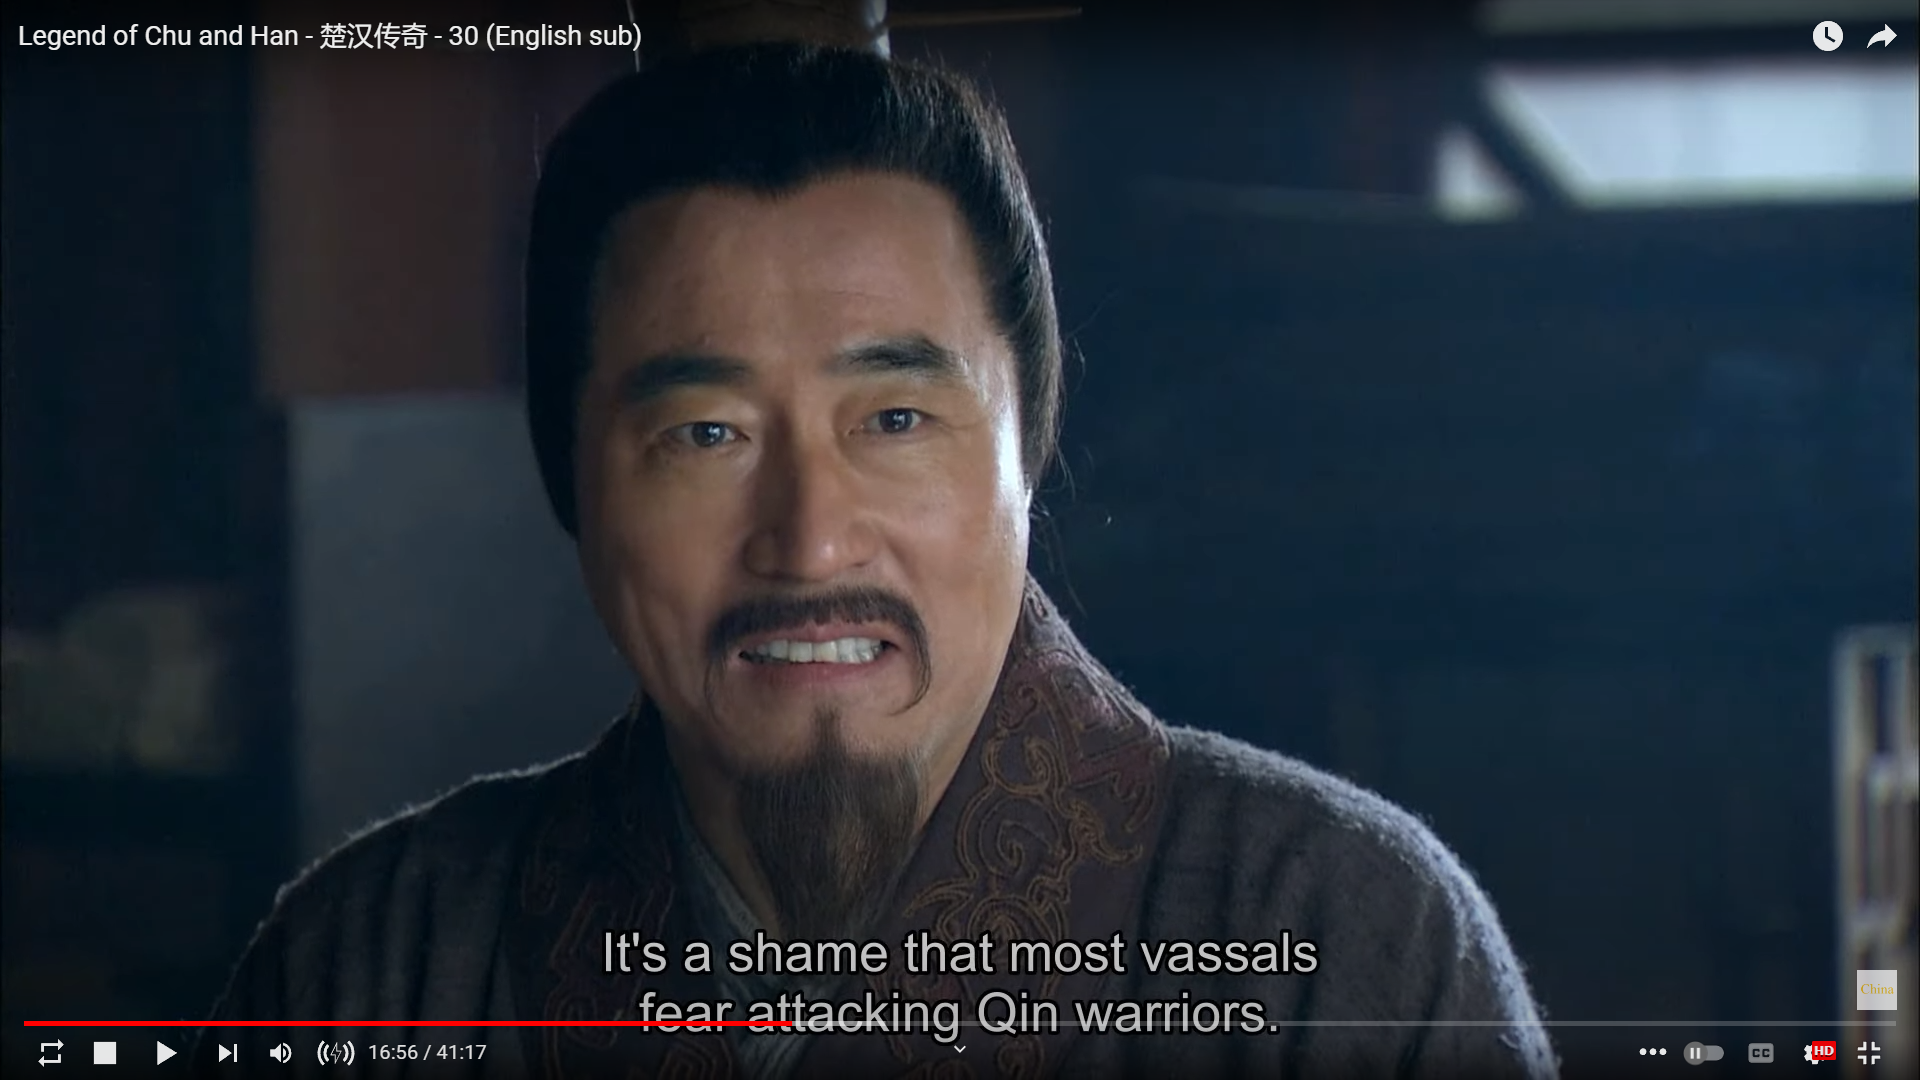 Legend of Chu and Han - 楚汉传奇 - 30 (English sub)
It's a shame that most vassals
fear attacking Qin warriors.
China
16:56 / 41:17
CC
HD